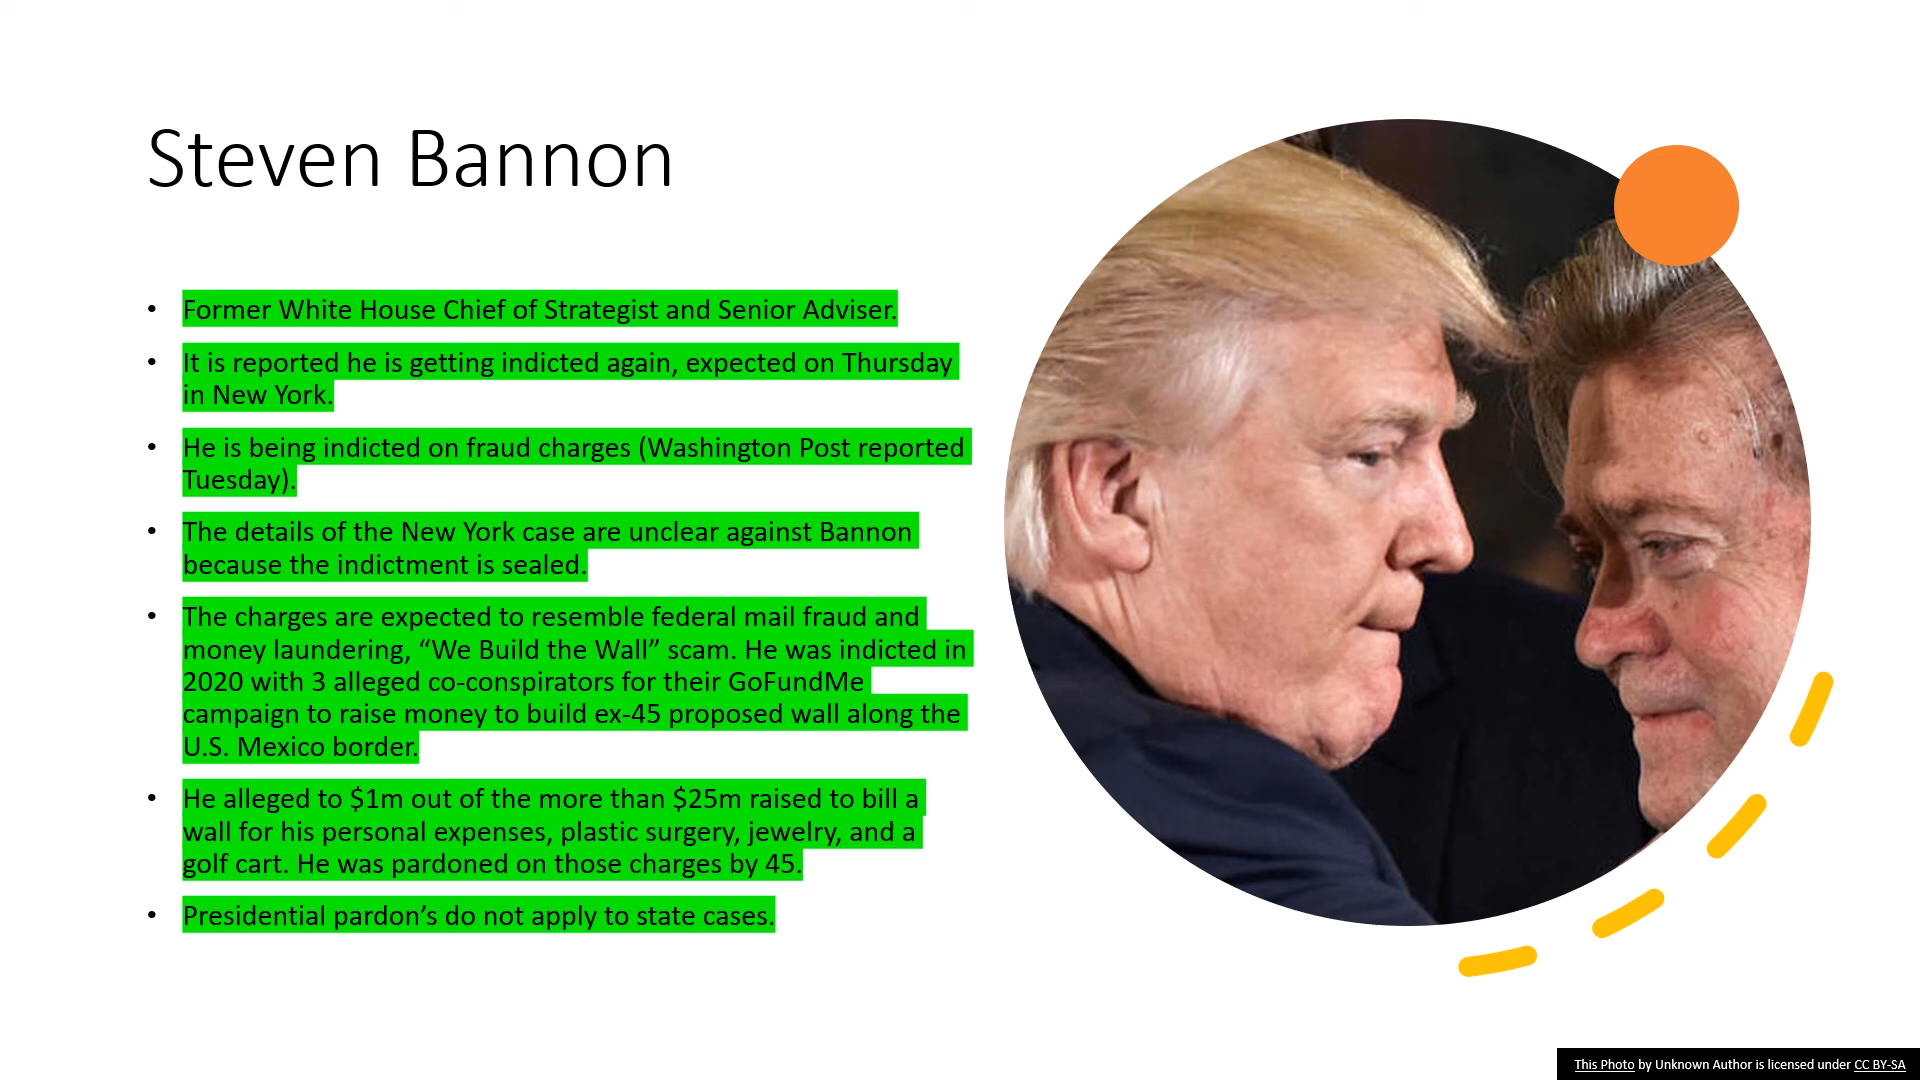 Steven Bannon
• Former White House Chief of Strategist and Senior Adviser.
• It is reported he is getting indicted again, expected on Thursday
in New York.
• He is being indicted on fraud charges (Washington Post reported
Tuesday).
• The details of the New York case are unclear against Bannon
because the indictment is sealed.
• The charges are expected to resemble federal mail fraud and
money laundering, “We Build the Wall” scam. He was indicted in
2020 with 3 alleged co-conspirators for their GoFundMe
campaign to raise money to build ex-45 proposed wall along the
U.S. Mexico border.
• He alleged to $1m out of the more than $25m raised to bill a
wall for his personal expenses, plastic surgery, jewelry, and a
golf cart. He was pardoned on those charges by 45.
• Presidential pardon’s do not apply to state cases.
This Photo by Unknown Author is licensed under CC BY-SA